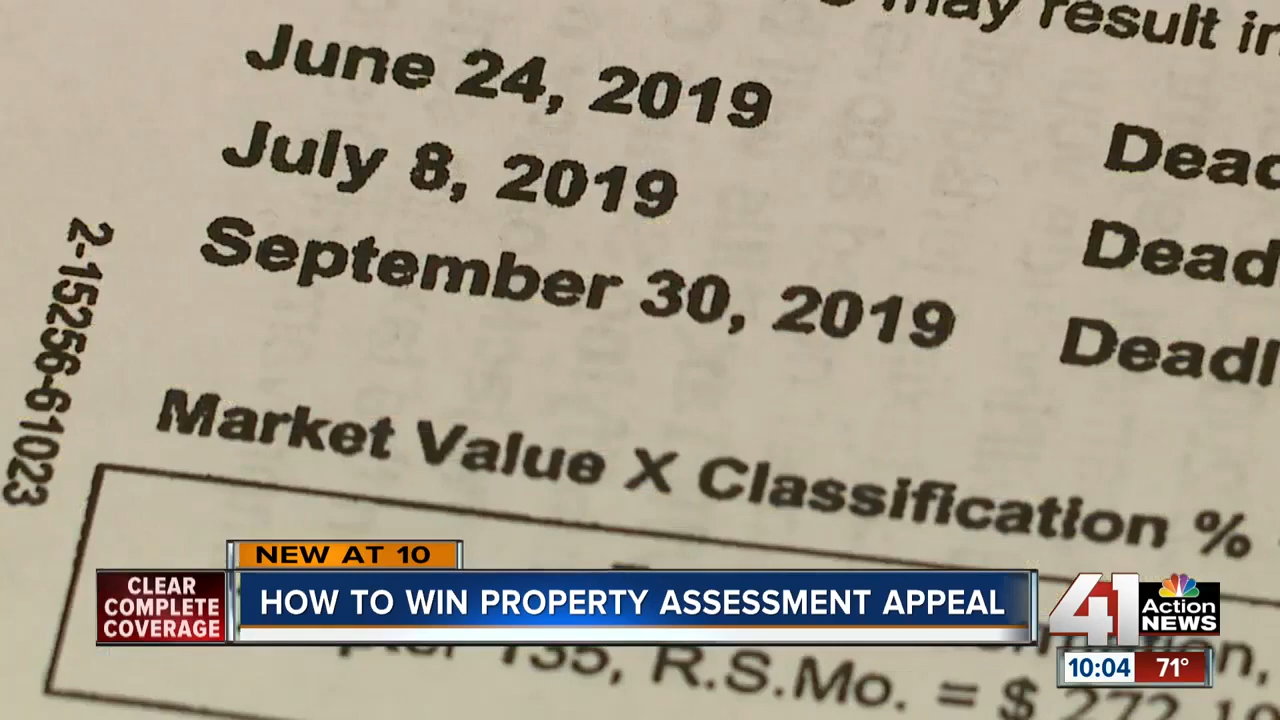 may result in
June 24, 2019
July 8, 2019
September 30, 2019
Market Value X Classification %
2-15256-61023
135, R.S.Mo. = $ 272,
NEW AT 10
CLEAR
COMPLETE
COVERAGE
HOW TO WIN PROPERTY ASSESSMENT APPEAL
41
Action
NEWS
10:04 71°